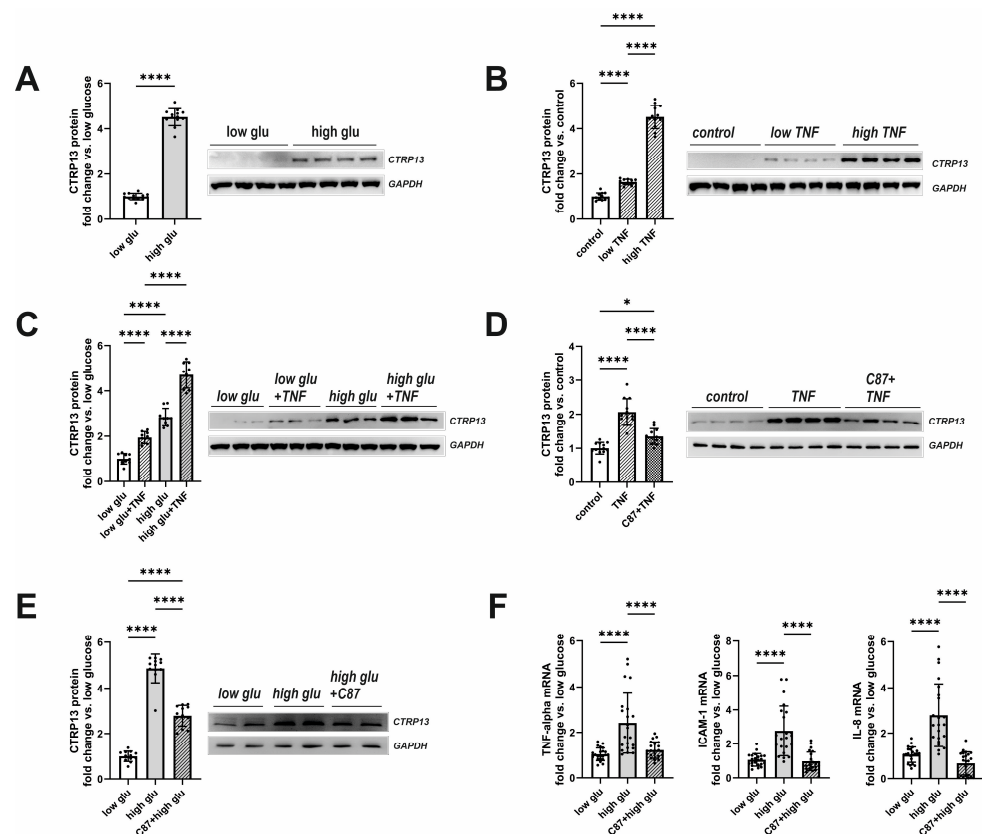 A
CTRP13 protein
fold change vs. low glucose
6
4
2
0
****
low glu
high glu
low glu
high glu
CTRP13
GAPDH
B
CTRP13 protein
fold change vs. control
6
4
2
0
****
****
****
control
low TNF
high TNF
control
low TNF
high TNF
CTRP13
GAPDH
C
CTRP13 protein
fold change vs. low glucose
6
4
2
0
****
****
****
****
low glu
low glu+TNF
high glu
high glu+TNF
low glu
low glu
+TNF
high glu
high glu
+TNF
CTRP13
GAPDH
D
CTRP13 protein
fold change vs. control
4
3
2
1
0
*
****
****
control
TNF
C87+TNF
control
TNF
C87+
TNF
CTRP13
GAPDH
E
CTRP13 protein
fold change vs. low glucose
6
4
2
0
****
****
****
low glu
high glu
C87+high glu
low glu
high glu
high glu
+C87
CTRP13
GAPDH
F
TNF-alpha mRNA
fold change vs. low glucose
6
4
2
0
****
****
low glu
high glu
C87+high glu
ICAM-1 mRNA
fold change vs. low glucose
8
6
4
2
0
****
****
low glu
high glu
C87+high glu
IL-8 mRNA
fold change vs. low glucose
6
4
2
0
****
****
low glu
high glu
C87+high glu